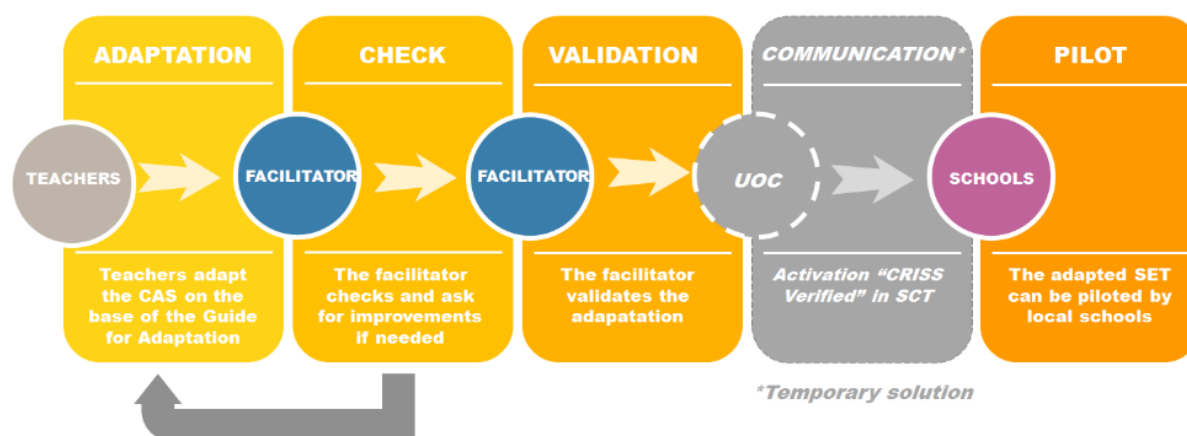 ADAPTATION
CHECK
VALIDATION
COMMUNICATION*
PILOT
TEACHERS
FACILITATOR
FACILITATOR
UOC
SCHOOLS
Teachers adapt
the CAS on the
base of the Guide
for Adaptation
The facilitator
checks and ask
for improvements
if needed
The facilitator
validates the
adapatation
Activation “CRISS
Verified” in SCT
The adapted SET
can be piloted by
local schools
*Temporary solution